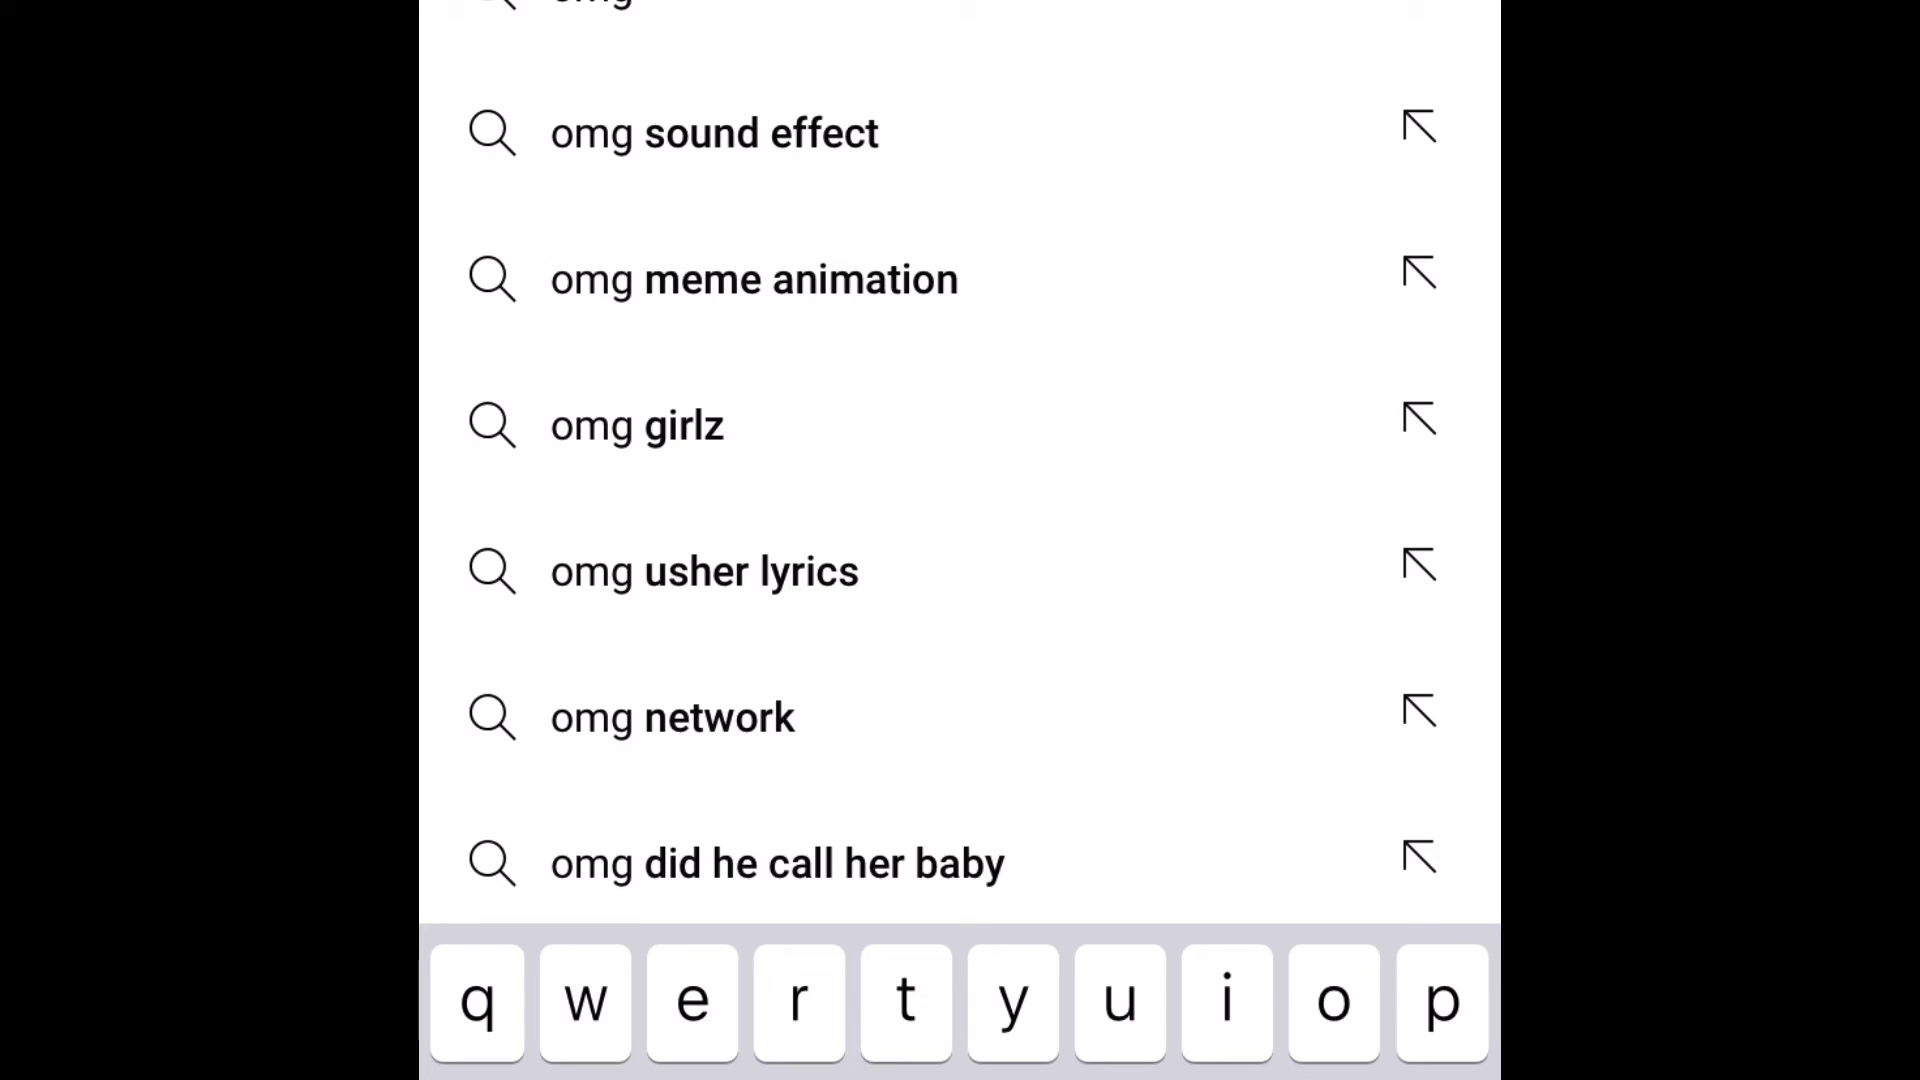 omg
omg sound effect
omg meme animation
omg girlz
omg usher lyrics
omg network
omg did he call her baby
q w e r t y u i o p